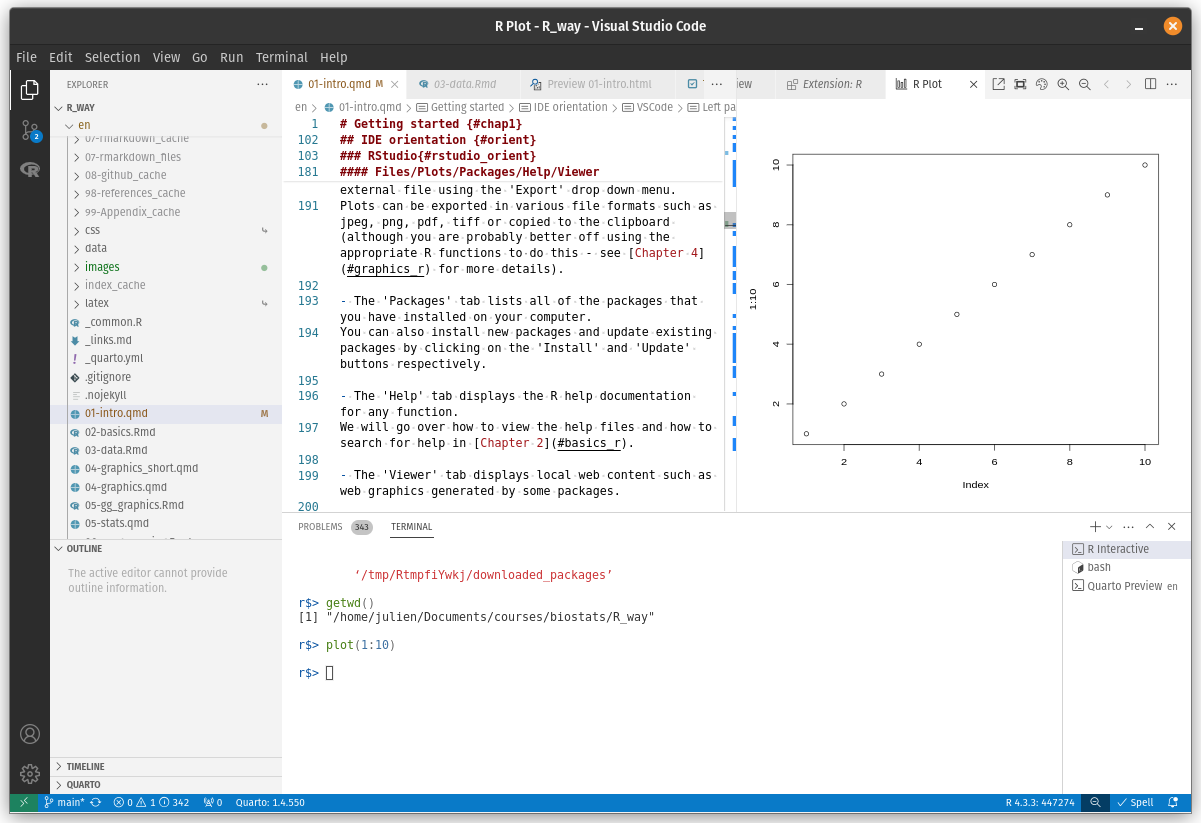 R Plot - R_way - Visual Studio Code
File Edit Selection View Go Run Terminal Help
EXPLORER
R_WAY
en
07-rmarkdown_cache
07-rmarkdown_files
08-github_cache
98-references_cache
99-Appendix_cache
css
data
images
index_cache
latex
_common.R
_links.md
_quarto.yml
.gitignore
.nojekyll
01-intro.qmd M
02-basics.Rmd
03-data.Rmd
04-graphics_short.qmd
04-graphics.qmd
05-gg_graphics.Rmd
05-stats.qmd
OUTLINE
The active editor cannot provide
outline information.
TIMELINE
QUARTO
2
01-intro.qmd M 03-data.Rmd Preview 01-intro.html
en > 01-intro.qmd > Getting started > IDE orientation > VSCode > Left pa
1 # Getting started {#chap1}
102 ## IDE orientation {#orient}
103 ### RStudio{#rstudio_orient}
181 #### Files/Plots/Packages/Help/Viewer
external file using the 'Export' drop down menu.
191 Plots can be exported in various file formats such as
jpeg, png, pdf, tiff or copied to the clipboard
(although you are probably better off using the
appropriate R functions to do this - see [Chapter 4]
(#graphics_r) for more details).
192
193 - The 'Packages' tab lists all of the packages that
you have installed on your computer.
194 You can also install new packages and update existing
packages by clicking on the 'Install' and 'Update'
buttons respectively.
195
196 - The 'Help' tab displays the R help documentation
for any function.
197 We will go over how to view the help files and how to
search for help in [Chapter 2](#basics_r).
198
199 - The 'Viewer' tab displays local web content such as
web graphics generated by some packages.
200
iew Extension: R R Plot
10
8
6
4
2
1:10
2 4 6 8 10
Index
PROBLEMS 343 TERMINAL
‘/tmp/RtmpfiYwkj/downloaded_packages’
r$> getwd()
[1] "/home/julien/Documents/courses/biostats/R_way"
r$> plot(1:10)
r$>
R Interactive
bash
Quarto Preview en
main* 0 1 342 0 Quarto: 1.4.550 R 4.3.3: 447274 Spell